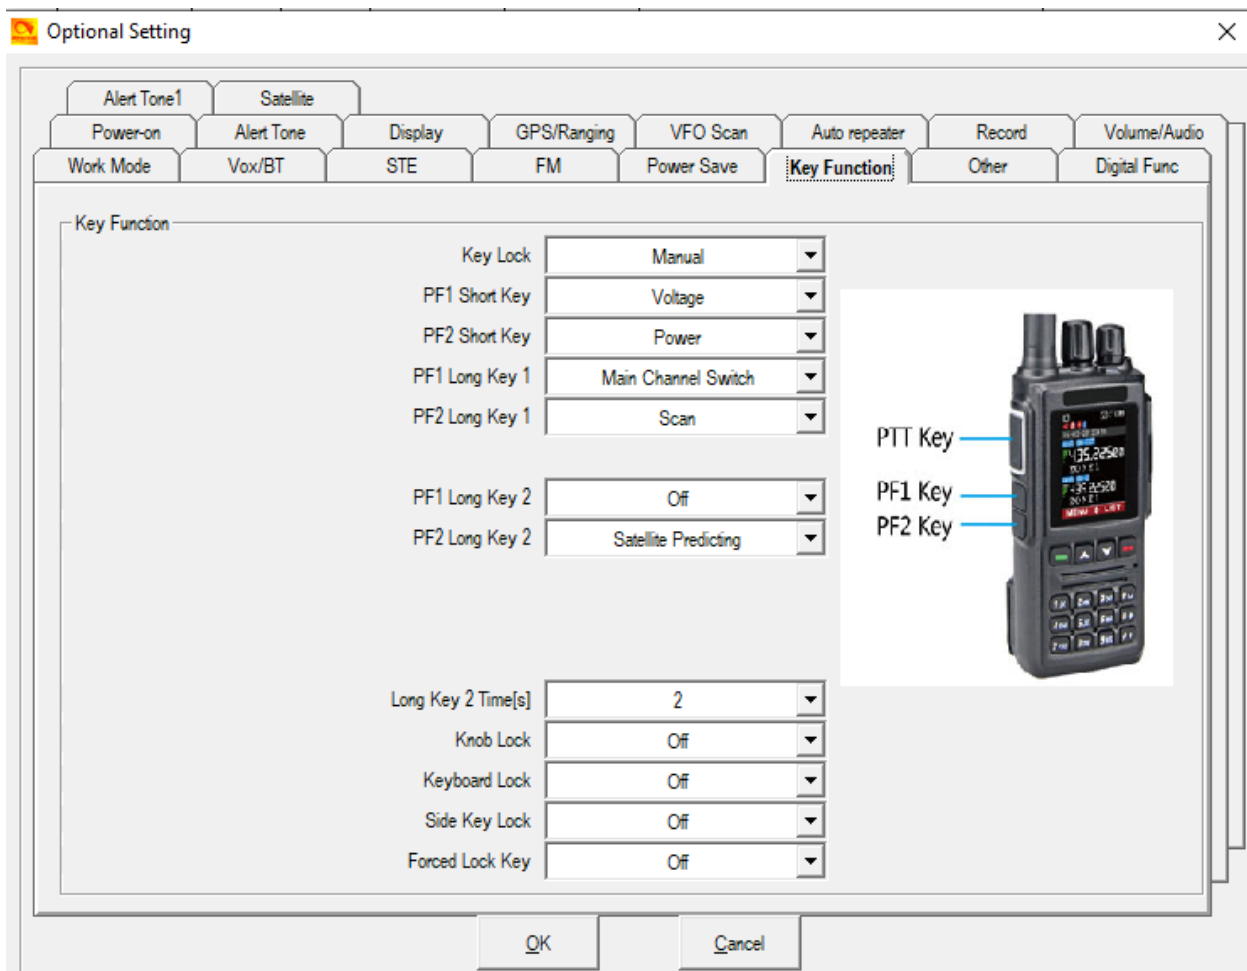 Optional Setting
Alert Tone1 Satellite
Power-on Alert Tone Display GPS/Ranging VFO Scan Auto repeater Record Volume/Audio
Work Mode Vox/BT STE FM Power Save Key Function Other Digital Func
Key Function
Key Lock Manual
PF1 Short Key Voltage
PF2 Short Key Power
PF1 Long Key 1 Main Channel Switch
PF2 Long Key 1 Scan
PTT Key
PF1 Key
PF2 Key
PF1 Long Key 2 Off
PF2 Long Key 2 Satellite Predicting
Long Key 2 Time[s] 2
Knob Lock Off
Keyboard Lock Off
Side Key Lock Off
Forced Lock Key Off
OK Cancel